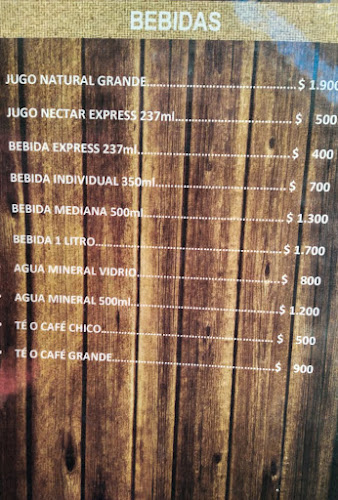 BEBIDAS
JUGO NATURAL GRANDE.......................................$ 1.900
JUGO NECTAR EXPRESS 237ml..............................$ 500
BEBIDA EXPRESS 237ml.......................................$ 400
BEBIDA INDIVIDUAL 350ml...................................$ 700
BEBIDA MEDIANA 500ml......................................$ 1.300
BEBIDA 1 LITRO...................................................$ 1.700
AGUA MINERAL VIDRIO........................................$ 800
AGUA MINERAL 500ml.........................................$ 1.200
TÉ O CAFÉ CHICO................................................$ 500
TÉ O CAFÉ GRANDE.............................................$ 900